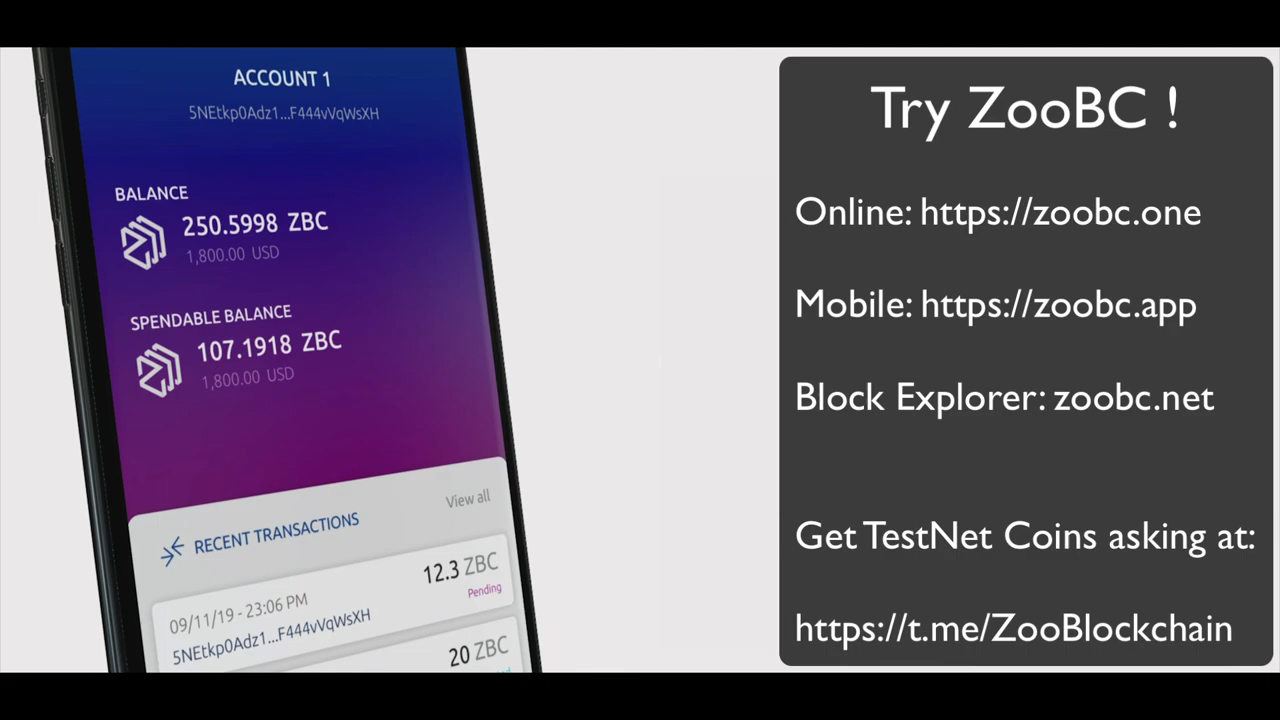 ACCOUNT 1
5NEtkp0Adz1...F444vVqWsXH
BALANCE
250.5998 ZBC
1,800.00 USD
SPENDABLE BALANCE
107.1918 ZBC
1,800.00 USD
View all
RECENT TRANSACTIONS
12.3 ZBC
Pending
09/11/19 - 23:06 PM
5NEtkp0Adz1...F444vVqWsXH
20 ZBC
Try ZooBC !
Online: https://zoobc.one
Mobile: https://zoobc.app
Block Explorer: zoobc.net
Get TestNet Coins asking at:
https://t.me/ZooBlockchain